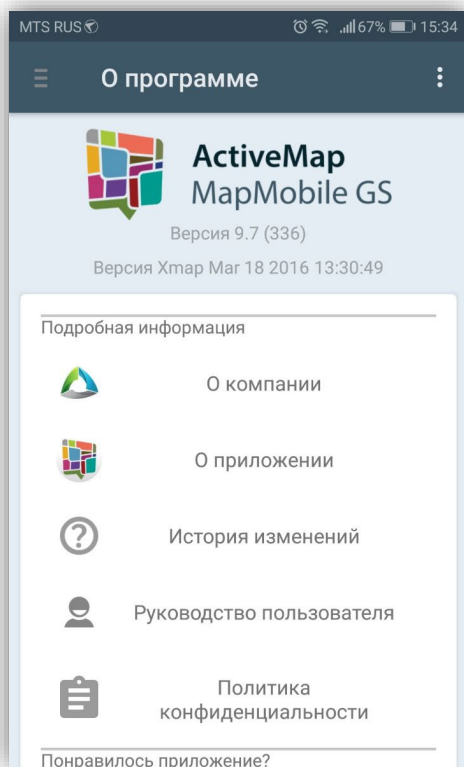 MTS RUS 67% 15:34
О программе
ActiveMap
MapMobile GS
Версия 9.7 (336)
Версия Xmap Mar 18 2016 13:30:49
Подробная информация
О компании
О приложении
История изменений
Руководство пользователя
Политика
конфиденциальности
Понравилось приложение?